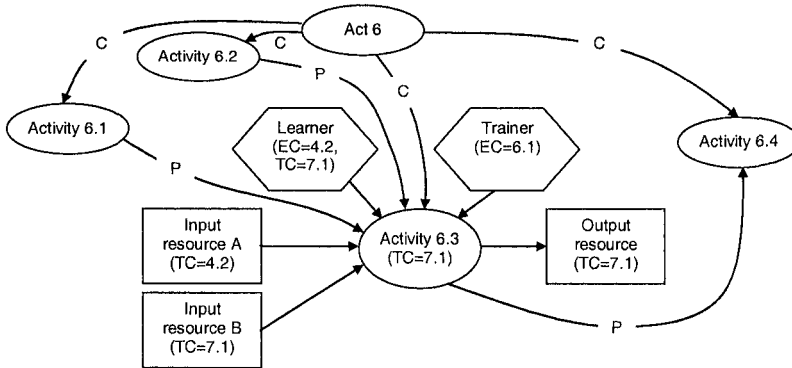 Act 6
C
Activity 6.2
C
C
P
C
Activity 6.1
Learner
(EC=4.2,
TC=7.1)
Trainer
(EC=6.1)
Activity 6.4
P
Input
resource A
(TC=4.2)
Activity 6.3
(TC=7.1)
Output
resource
(TC=7.1)
Input
resource B
(TC=7.1)
P